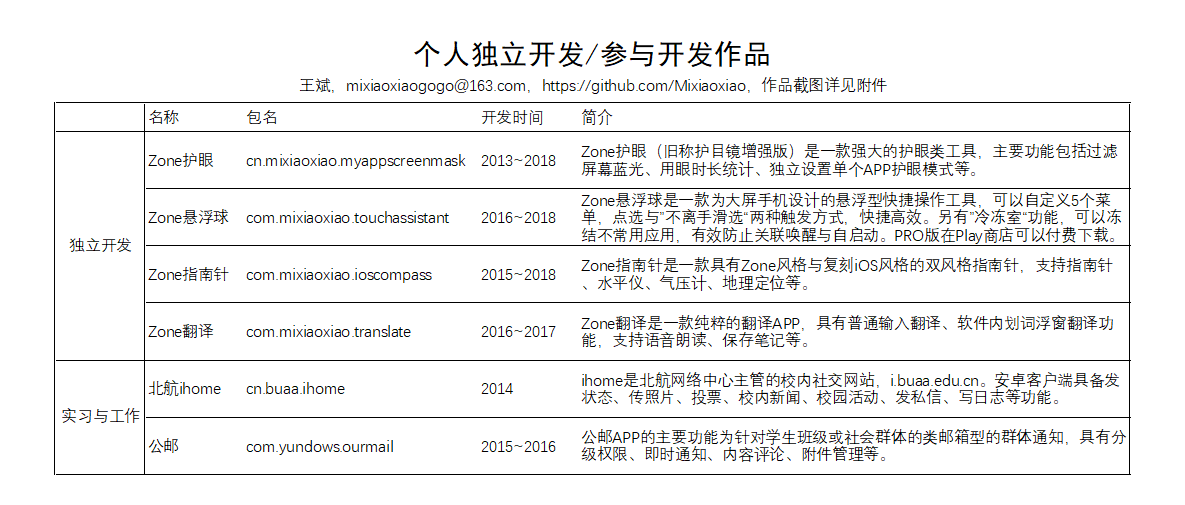 个人独立开发/参与开发作品
王斌，mixiaoxiaogogo@163.com，https://github.com/Mixiaoxiao，作品截图详见附件
名称 包名 开发时间 简介
独立开发
Zone护眼 cn.mixiaoxiao.myappscreenmask 2013~2018
Zone护眼（旧称护目镜增强版）是一款强大的护眼类工具，主要功能包括过滤
屏幕蓝光、用眼时长统计、独立设置单个APP护眼模式等。
Zone悬浮球 com.mixiaoxiao.touchassistant 2016~2018
Zone悬浮球是一款为大屏手机设计的悬浮型快捷操作工具，可以自定义5个菜
单，点选与”不离手滑选“两种触发方式，快捷高效。另有”冷冻室“功能，可以冻
结不常用应用，有效防止关联唤醒与自启动。PRO版在Play商店可以付费下载。
Zone指南针 com.mixiaoxiao.ioscompass 2015~2018
Zone指南针是一款具有Zone风格与复刻iOS风格的双风格指南针，支持指南针
、水平仪、气压计、地理定位等。
Zone翻译 com.mixiaoxiao.translate 2016~2017
Zone翻译是一款纯粹的翻译APP，具有普通输入翻译、软件内划词浮窗翻译功
能，支持语音朗读、保存笔记等。
实习与工作
北航ihome cn.buaa.ihome 2014
ihome是北航网络中心主管的校内社交网站，i.buaa.edu.cn。安卓客户端具备发
状态、传照片、投票、校内新闻、校园活动、发私信、写日志等功能。
公邮 com.yundows.ourmail 2015~2016
公邮APP的主要功能为针对学生班级或社会群体的类邮箱型的群体通知，具有分
级权限、即时通知、内容评论、附件管理等。